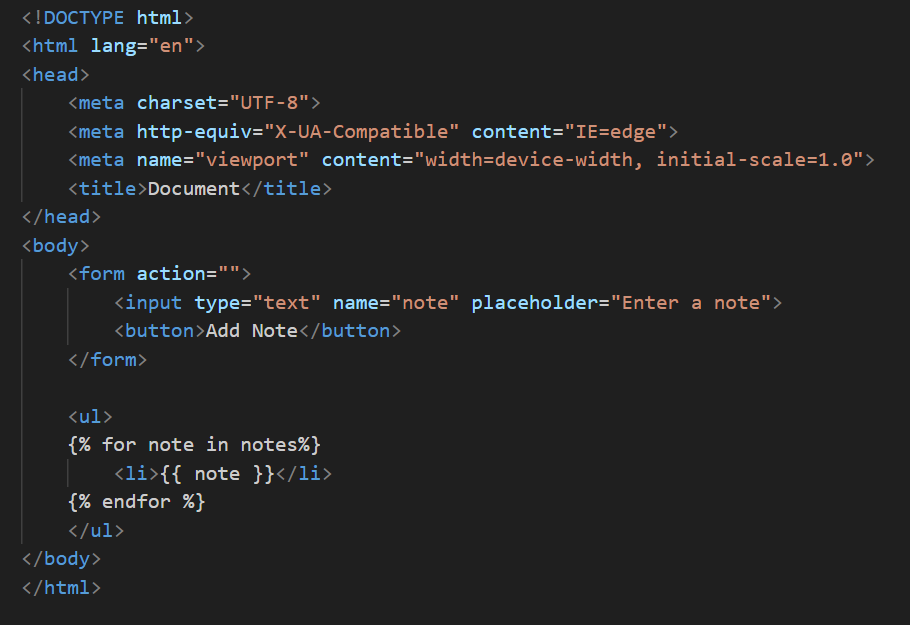 <!DOCTYPE html>
<html lang="en">
<head>
    <meta charset="UTF-8">
    <meta http-equiv="X-UA-Compatible" content="IE=edge">
    <meta name="viewport" content="width=device-width, initial-scale=1.0">
    <title>Document</title>
</head>
<body>
    <form action="">
        <input type="text" name="note" placeholder="Enter a note">
        <button>Add Note</button>
    </form>

    <ul>
    {% for note in notes%}
        <li>{{ note }}</li>
    {% endfor %}
    </ul>
</body>
</html>